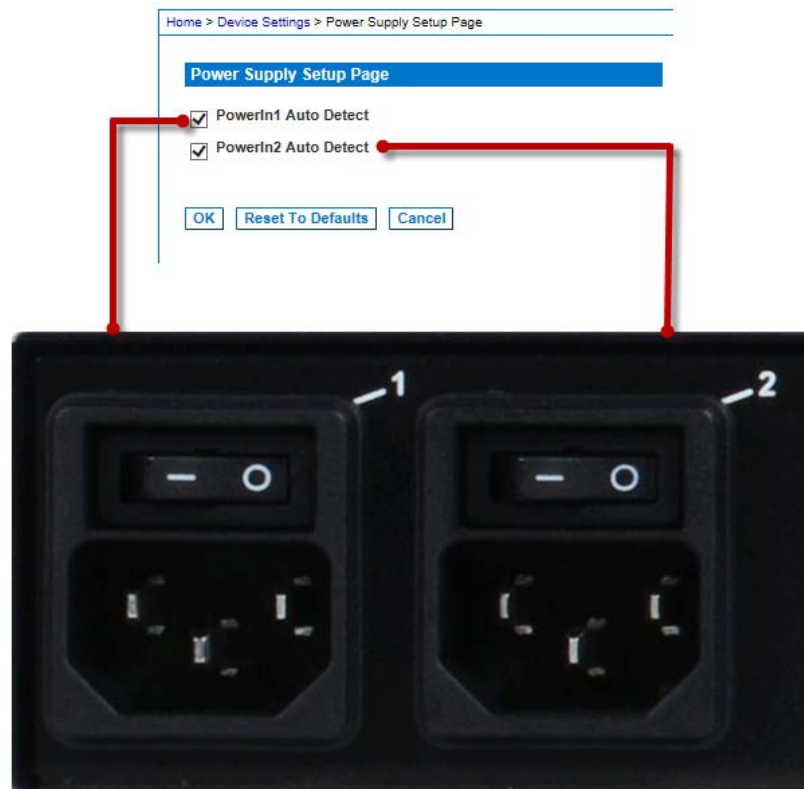 Home > Device Settings > Power Supply Setup Page
Power Supply Setup Page
PowerIn1 Auto Detect
PowerIn2 Auto Detect
OK Reset To Defaults Cancel
1 2